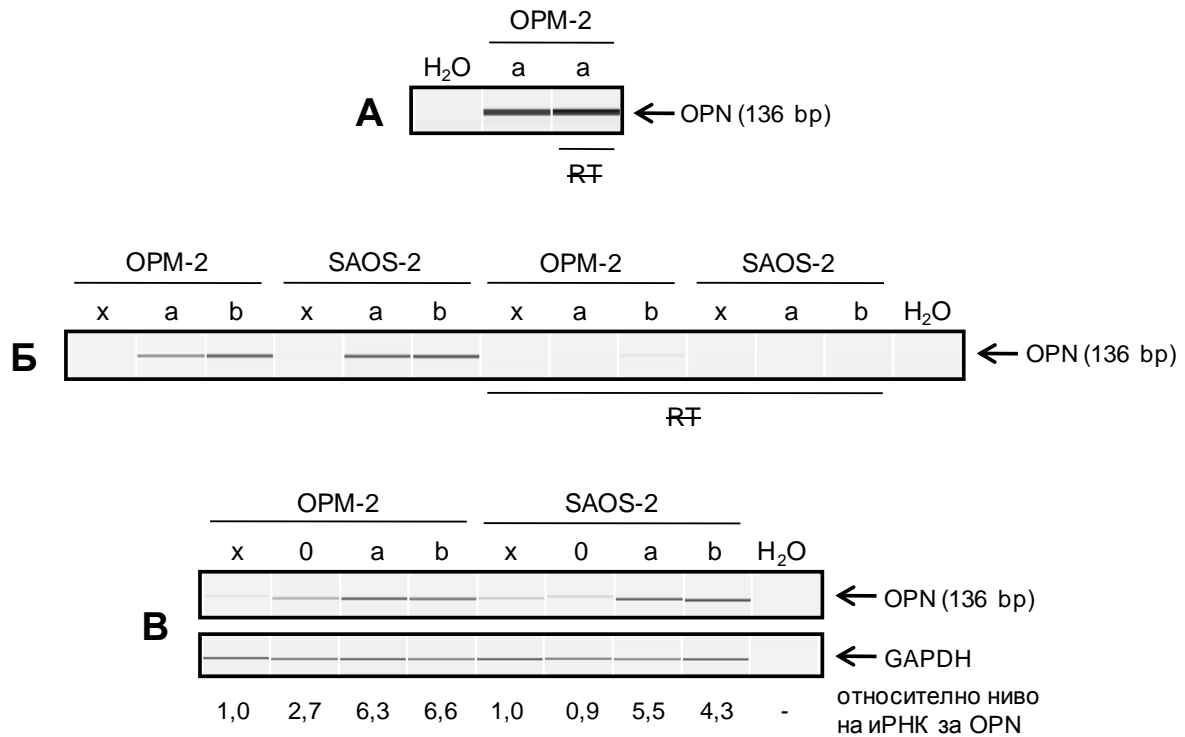 OPM-2
H₂O a a
А OPN (136 bp)
RT
OPM-2 SAOS-2 OPM-2 SAOS-2
x a b x a b x a b x a b H₂O
Б OPN (136 bp)
RT
OPM-2 SAOS-2
x 0 a b x 0 a b H₂O
OPN (136 bp)
В
GAPDH
1,0 2,7 6,3 6,6 1,0 0,9 5,5 4,3 - относително ниво
на иРНК за OPN